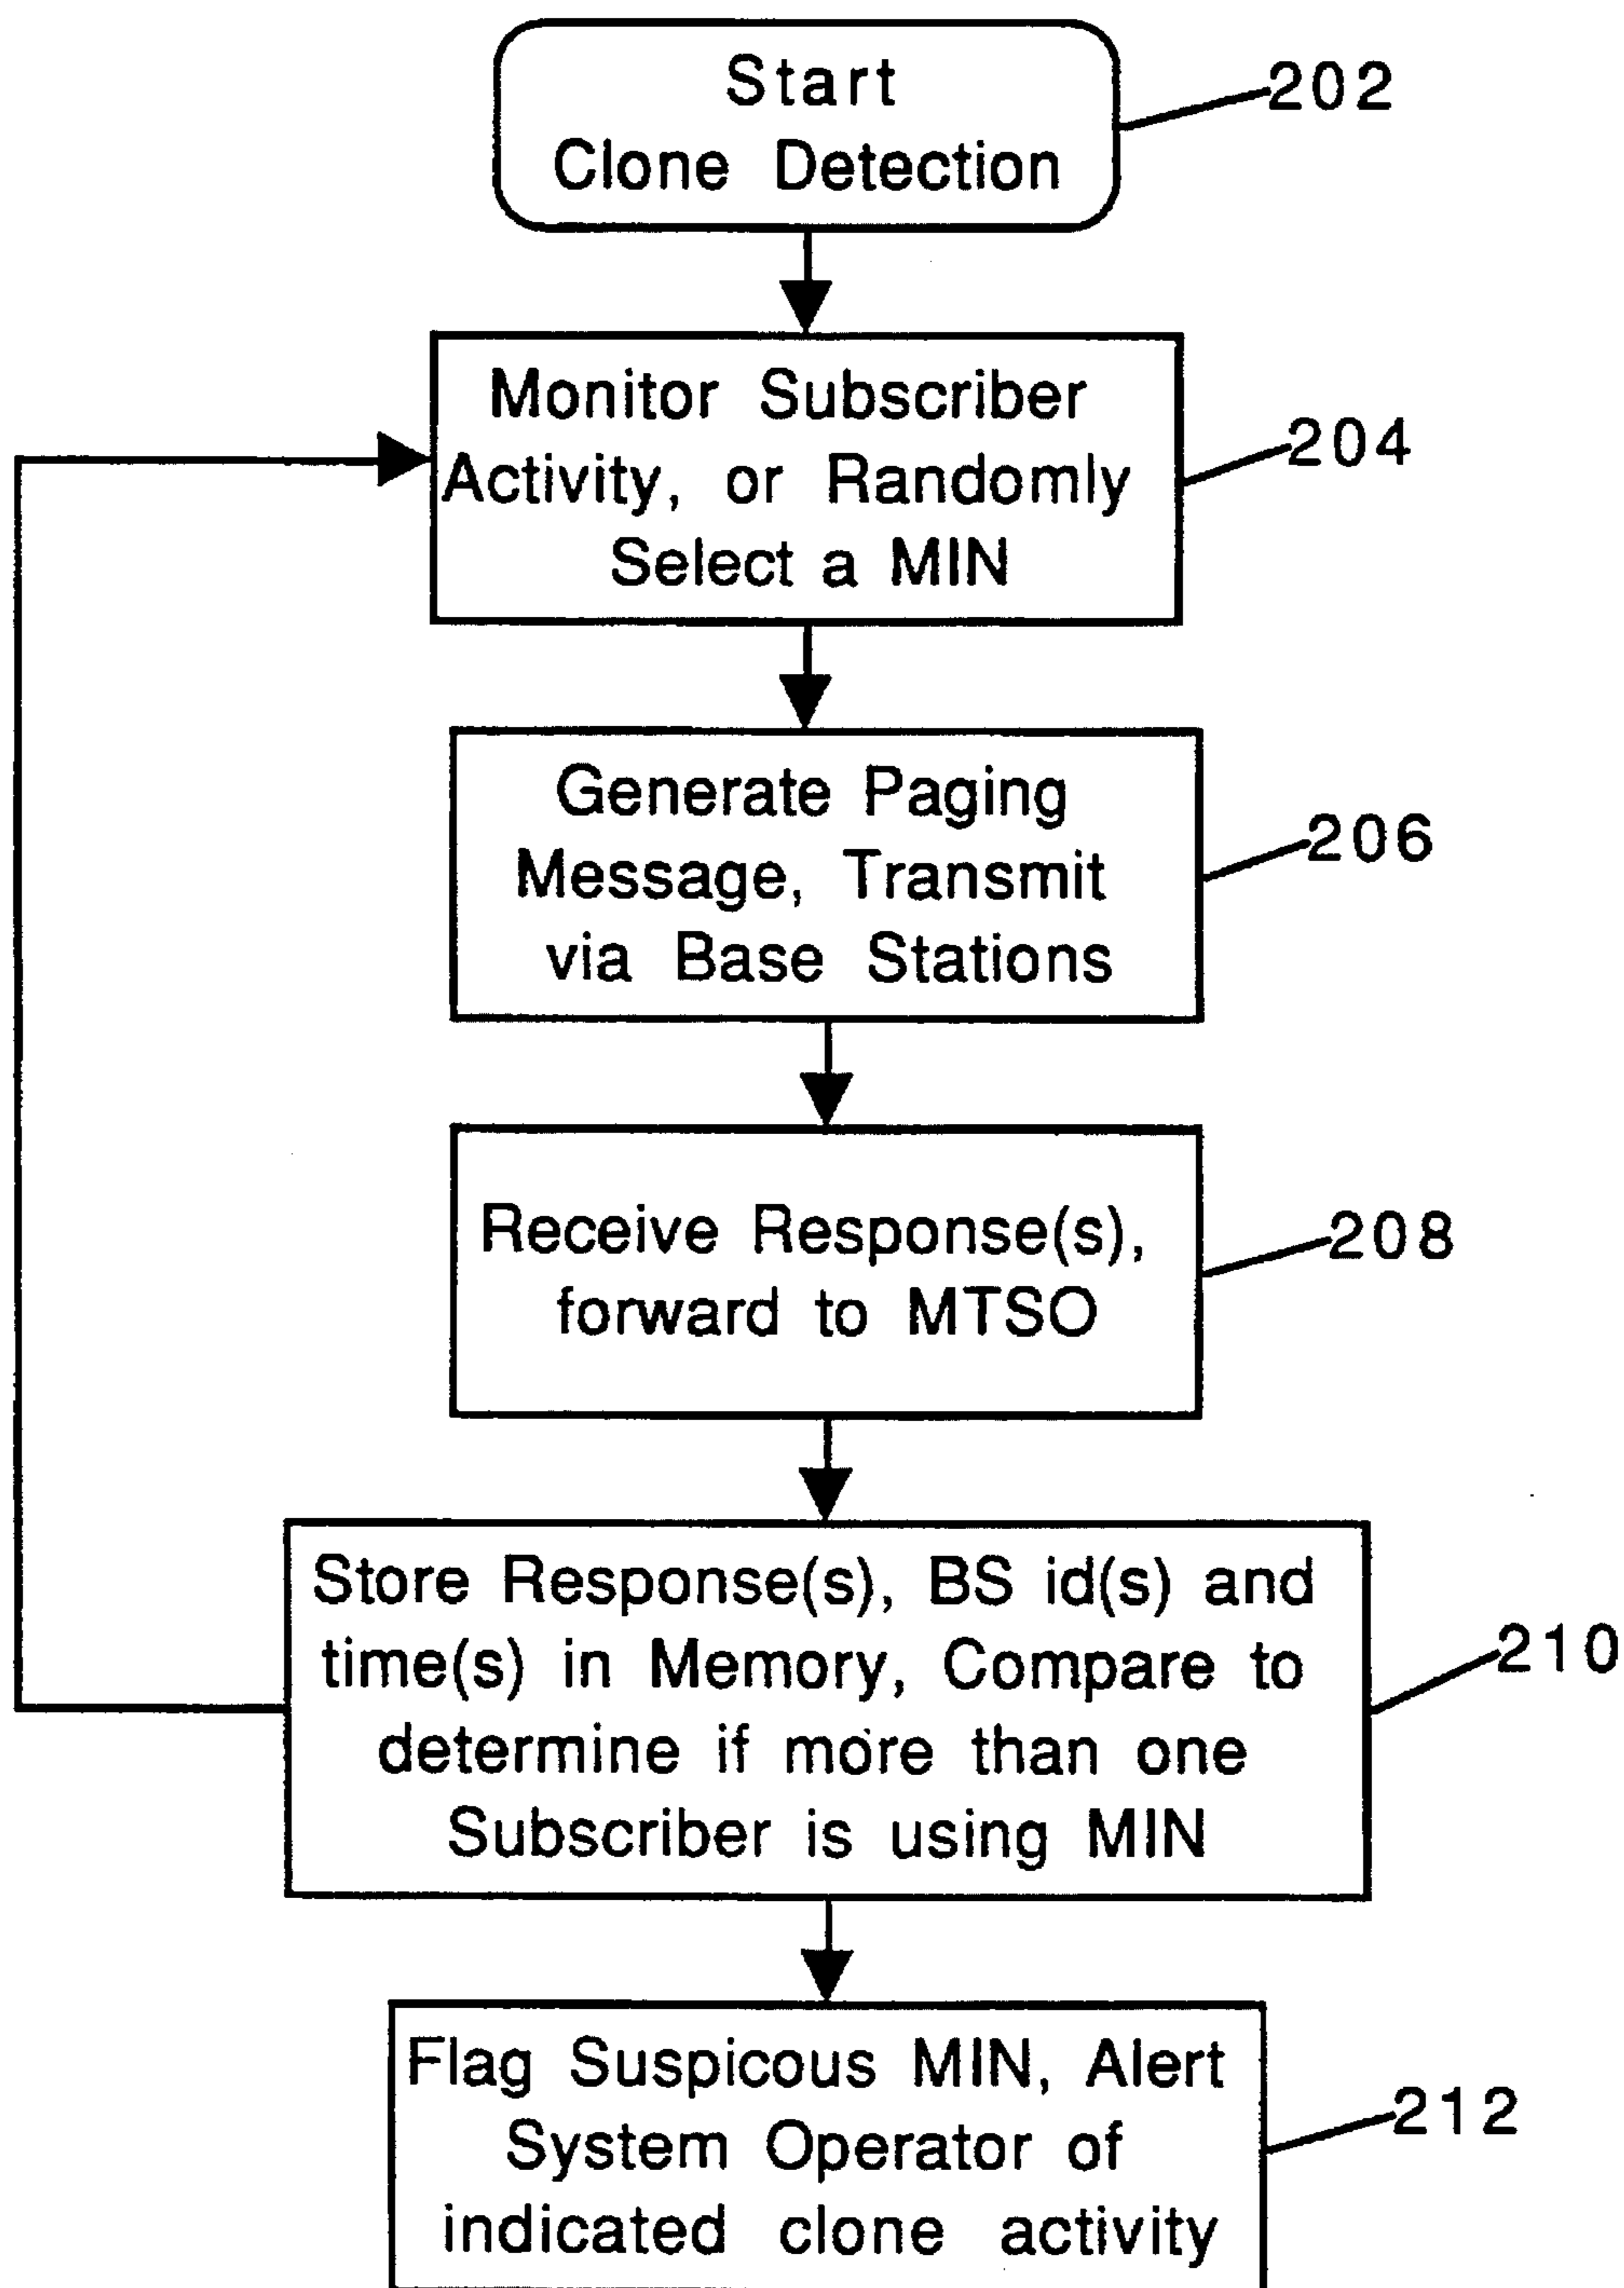 Start
Clone Detection
202
Monitor Subscriber
Activity, or Randomly
Select a MIN
204
Generate Paging
Message, Transmit
via Base Stations
206
Receive Response(s),
forward to MTSO
208
Store Response(s), BS id(s) and
time(s) in Memory, Compare to
determine if more than one
Subscriber is using MIN
210
Flag Suspicous MIN, Alert
System Operator of
indicated clone activity
212